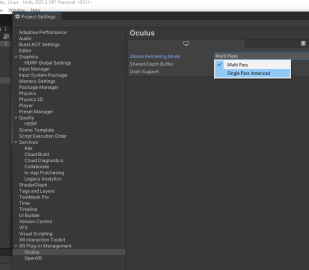 Linux - Unity 2021.2.19f1 Personal <DX11>
Window Help
Project Settings
Adaptive Performance
Audio
Burst AOT Settings
Editor
Graphics
HDRP Global Settings
Input Manager
Input System Package
Memory Settings
Package Manager
Physics
Physics 2D
Player
Preset Manager
Quality
HDRP
Scene Template
Script Execution Order
Services
Ads
Cloud Build
Cloud Diagnostics
Collaborate
In-App Purchasing
Legacy Analytics
ShaderGraph
Tags and Layers
TextMesh Pro
Time
Timeline
UI Builder
Version Control
VFX
Visual Scripting
XR Interaction Toolkit
XR Plug-in Management
Oculus
OpenXR
Oculus
Stereo Rendering Mode
Multi Pass
Shared Depth Buffer
Dash Support
Multi Pass
Single Pass Instanced